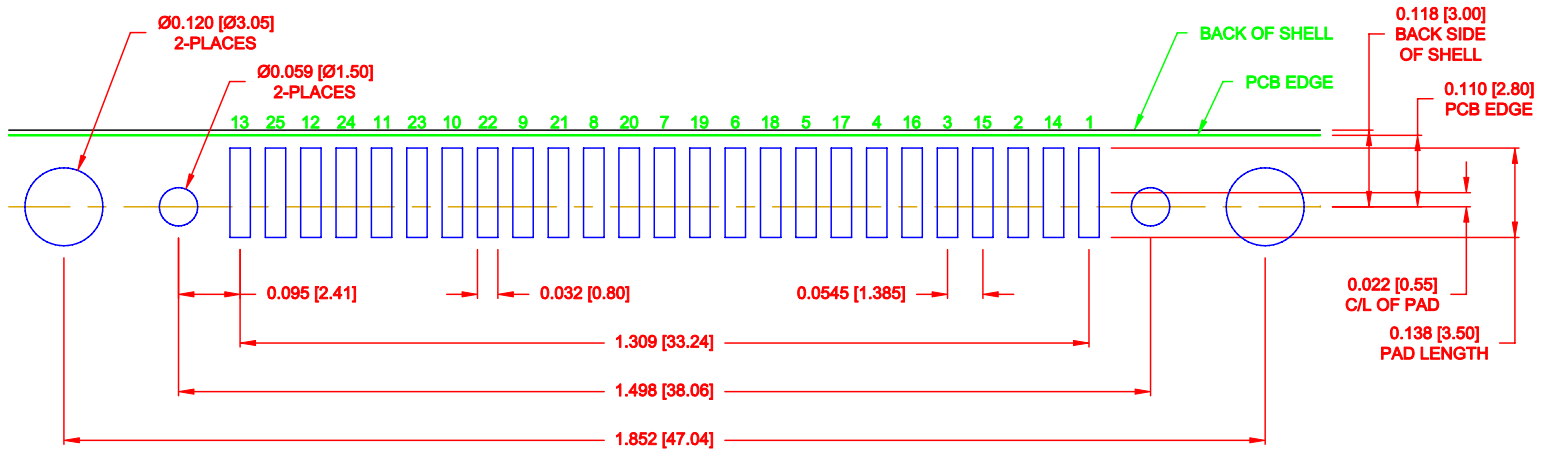 Ø0.120 [Ø3.05]
2-PLACES
Ø0.059 [Ø1.50]
2-PLACES
BACK OF SHELL
PCB EDGE
0.118 [3.00]
BACK SIDE
OF SHELL
0.110 [2.80]
PCB EDGE
13 25 12 24 11 23 10 22 9 21 8 20 7 19 6 18 5 17 4 16 3 15 2 14 1
0.095 [2.41]
0.032 [0.80]
0.0545 [1.385]
0.022 [0.55]
C/L OF PAD
1.309 [33.24]
0.138 [3.50]
PAD LENGTH
1.498 [38.06]
1.852 [47.04]